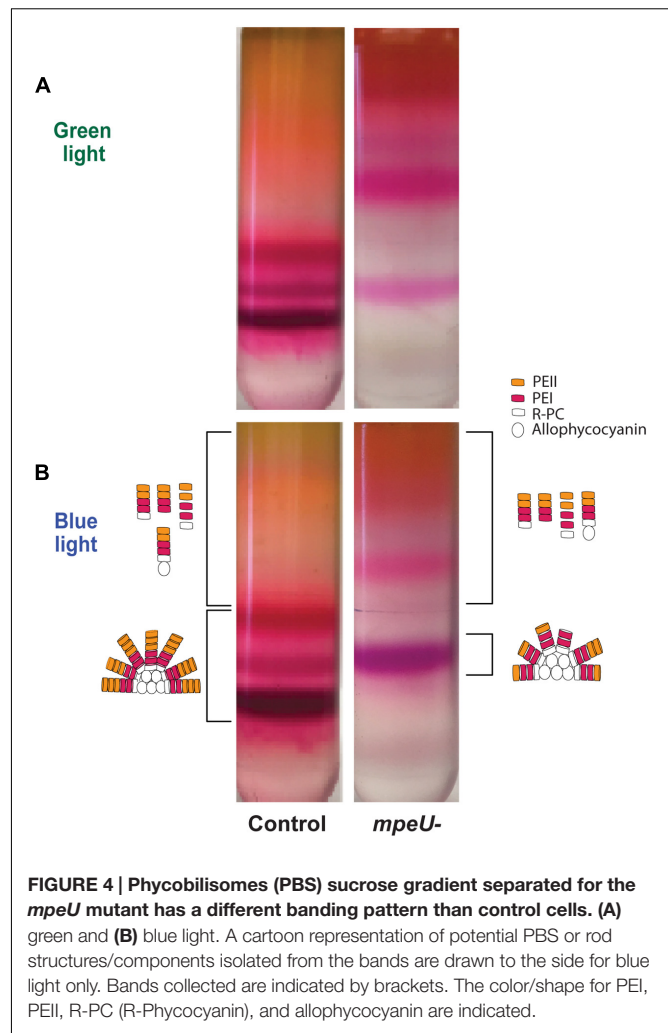 A
Green
light
PEII
PEI
R-PC
Allophycocyanin
B
Blue
light
Control
mpeU-
FIGURE 4 | Phycobilisomes (PBS) sucrose gradient separated for the
mpeU mutant has a different banding pattern than control cells. (A)
green and (B) blue light. A cartoon representation of potential PBS or rod
structures/components isolated from the bands are drawn to the side for blue
light only. Bands collected are indicated by brackets. The color/shape for PEI,
PEII, R-PC (R-Phycocyanin), and allophycocyanin are indicated.